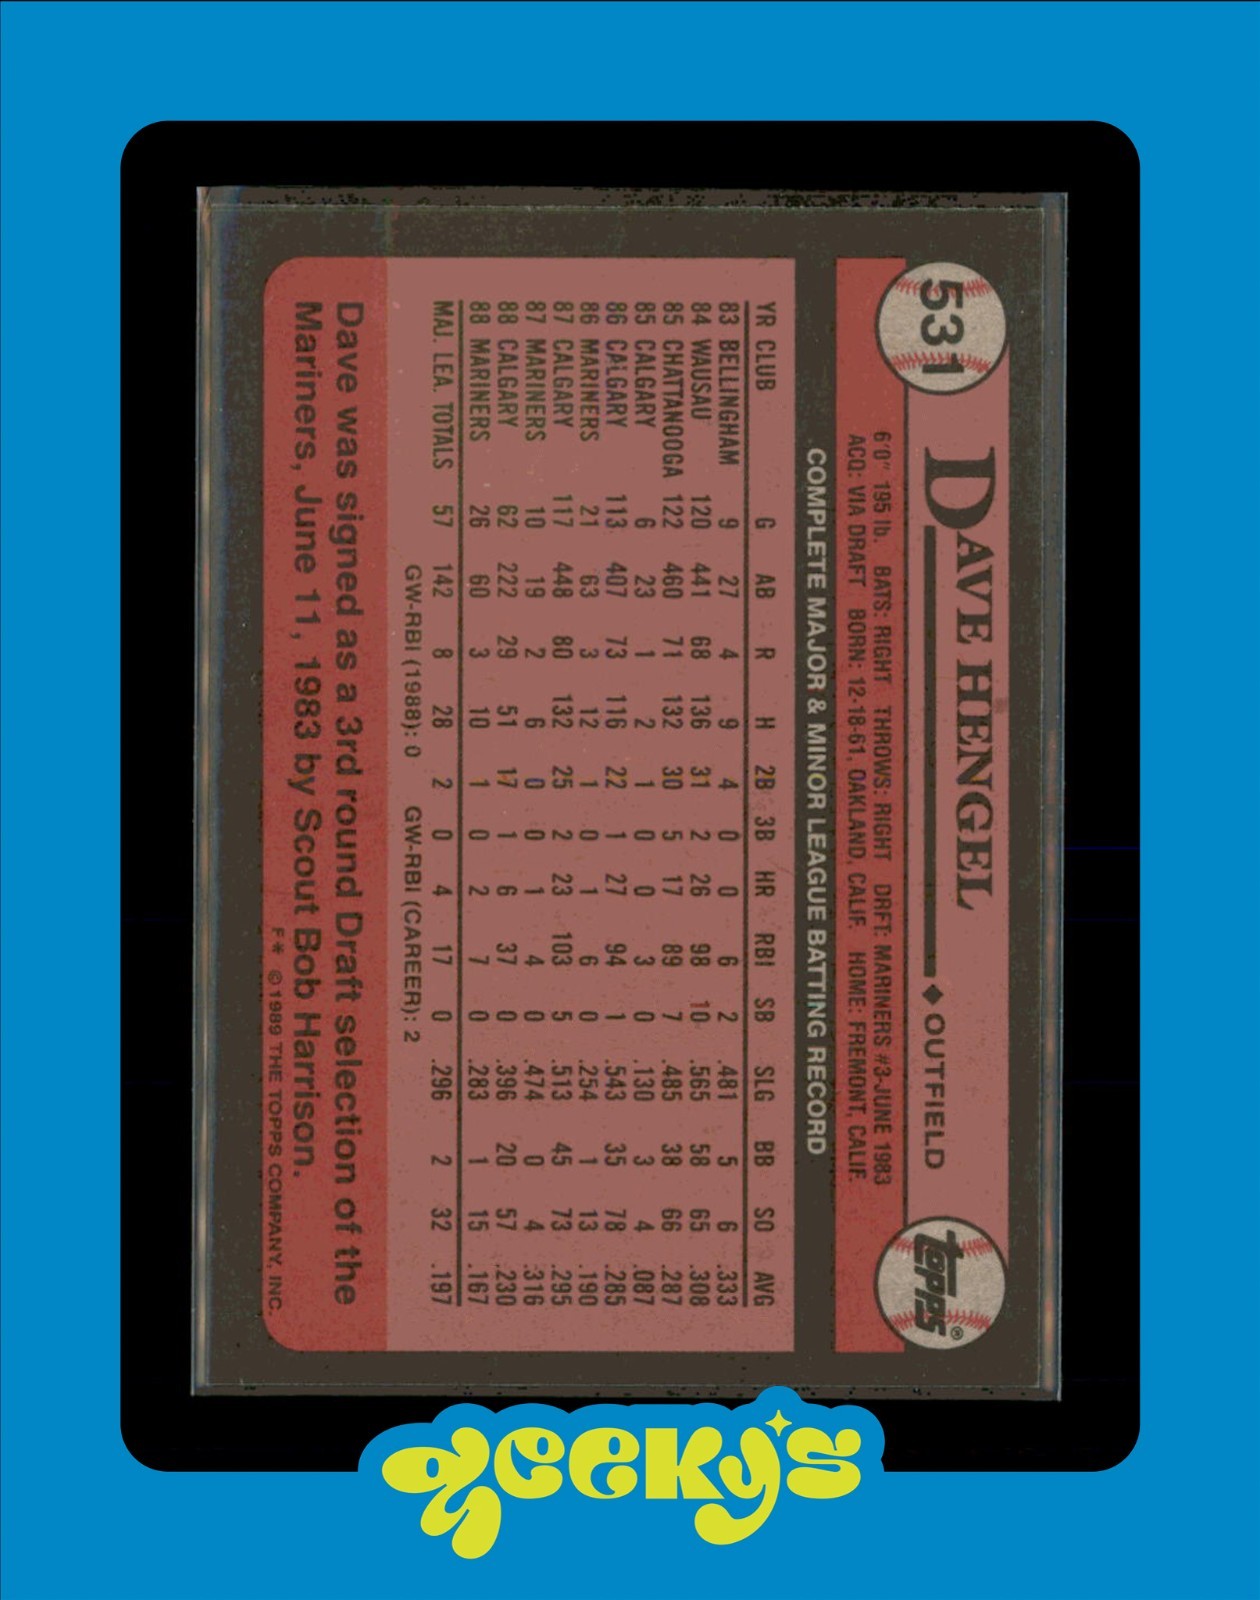 531
DAVE HENGEL
◆ OUTFIELD
topps®
6'0" 195 lb. BATS: RIGHT THROWS: RIGHT DRFT: MARINERS #3-JUNE 1983
ACQ: VIA DRAFT BORN: 12-18-61, OAKLAND, CALIF. HOME: FREMONT, CALIF.
COMPLETE MAJOR & MINOR LEAGUE BATTING RECORD
YR CLUB G AB R H 2B 3B HR RBI SB SLG BB SO AVG
83 BELLINGHAM 9 27 4 9 4 0 0 6 2 .481 5 6 .333
84 WAUSAU 120 441 68 136 31 2 26 98 10 .565 58 65 .308
85 CHATTANOOGA 122 460 71 132 30 5 17 89 7 .485 38 66 .287
85 CALGARY 6 23 1 2 1 0 0 3 0 .130 3 4 .087
86 CALGARY 113 407 73 116 22 1 27 94 1 .543 35 78 .285
86 MARINERS 21 63 3 12 1 0 1 6 0 .254 1 13 .190
87 CALGARY 117 448 80 132 25 2 23 103 5 .513 45 73 .295
87 MARINERS 10 19 2 6 0 0 1 4 0 .474 0 4 .316
88 CALGARY 62 222 29 51 17 1 6 37 0 .396 20 57 .230
88 MARINERS 26 60 3 10 1 0 2 7 0 .283 1 15 .167
MAJ. LEA. TOTALS 57 142 8 28 2 0 4 17 0 .296 2 32 .197
GW-RBI (1988): 0 GW-RBI (CAREER): 2
Dave was signed as a 3rd round Draft selection of the
Mariners, June 11, 1983 by Scout Bob Harrison.
F* ©1989 THE TOPPS COMPANY, INC.
geeky's